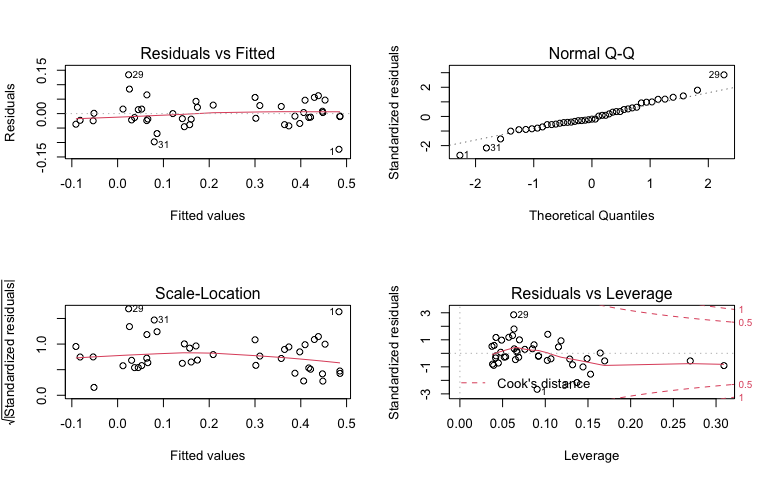 Residuals vs Fitted
Residuals
0.15
0.00
-0.15
29
31
1
-0.1 0.0 0.1 0.2 0.3 0.4 0.5
Fitted values
Normal Q-Q
Standardized residuals
2
0
-2
29
31
1
-2 -1 0 1 2
Theoretical Quantiles
Scale-Location
√|Standardized residuals|
1.0
0.0
29
31
1
-0.1 0.0 0.1 0.2 0.3 0.4 0.5
Fitted values
Residuals vs Leverage
Standardized residuals
3
1
-1
-3
29
1
Cook's distance
1
0.5
0.5
1
0.00 0.05 0.10 0.15 0.20 0.25 0.30
Leverage